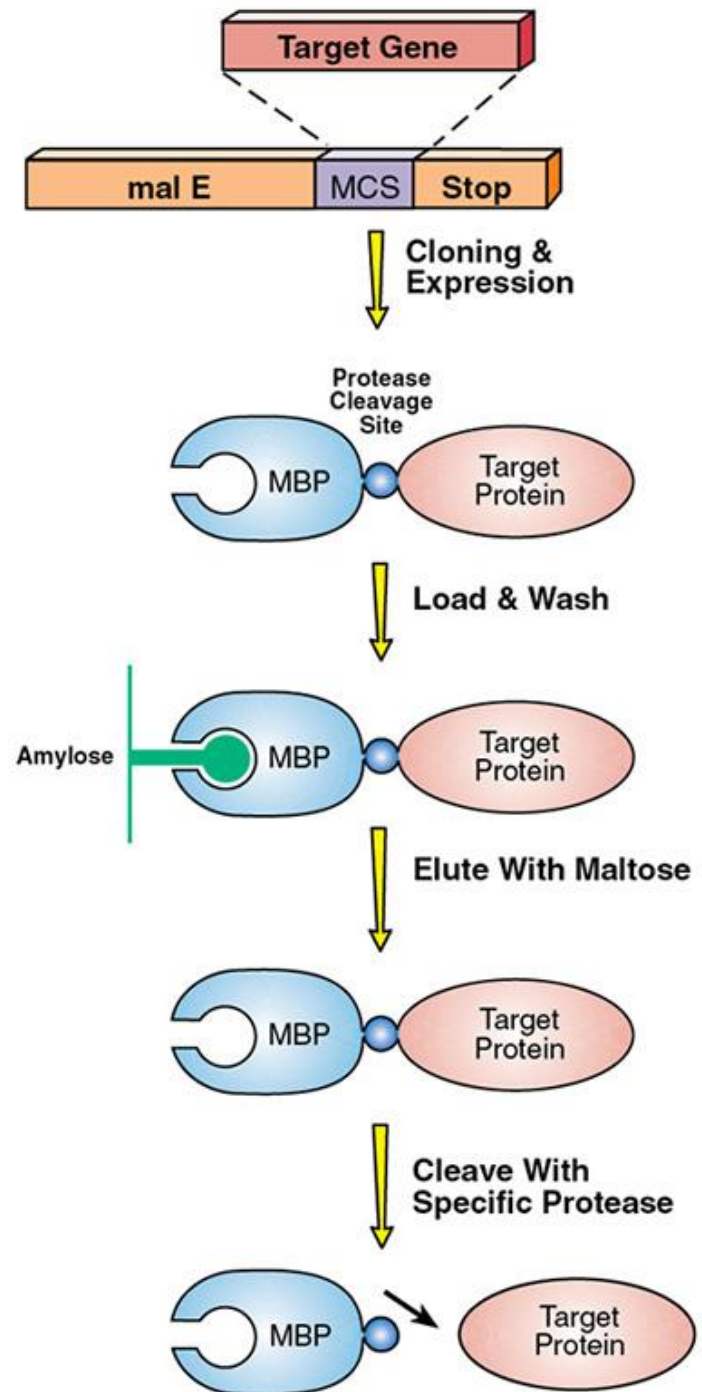 Target Gene
mal E MCS Stop
Cloning &
Expression
Protease
Cleavage
Site
MBP
Target
Protein
Load & Wash
Amylose
MBP
Target
Protein
Elute With Maltose
MBP
Target
Protein
Cleave With
Specific Protease
MBP
Target
Protein